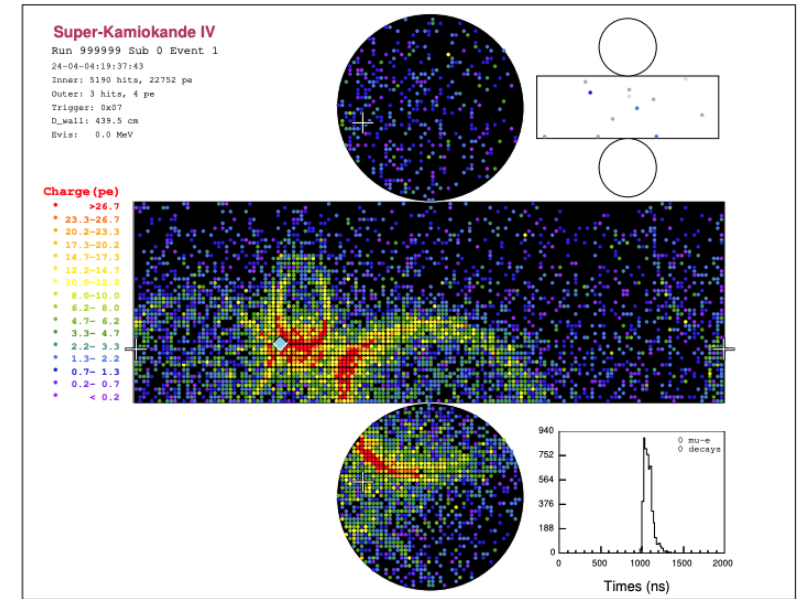 Super-Kamiokande IV
Run 999999 Sub 0 Event 1
24-04-04:19:37:43
Inner: 5190 hits, 22752 pe
Outer: 3 hits, 4 pe
Trigger: 0x07
D_wall: 439.5 cm
Evis:   0.0 MeV
Charge(pe)
>26.7
23.3-26.7
20.2-23.3
17.3-20.2
14.7-17.3
12.2-14.7
10.0-12.2
8.0-10.0
6.2- 8.0
4.7- 6.2
3.3- 4.7
2.2- 3.3
1.3- 2.2
0.7- 1.3
0.2- 0.7
< 0.2
0 mu-e
0 decays
940
752
564
376
188
0
0 500 1000 1500 2000
Times (ns)